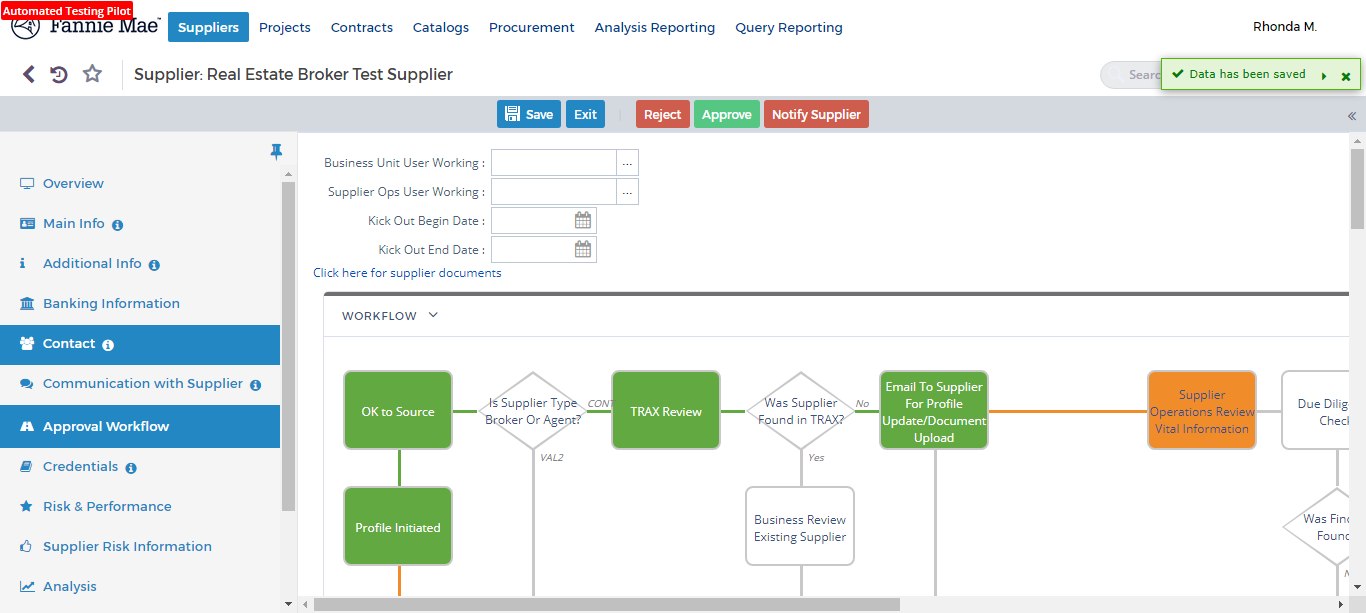 Automated Testing Pilot
Fannie Mae
Suppliers
Projects
Contracts
Catalogs
Procurement
Analysis Reporting
Query Reporting
Rhonda M.
Supplier: Real Estate Broker Test Supplier
Data has been saved
Save
Exit
Reject
Approve
Notify Supplier
Overview
Main Info
Additional Info
Banking Information
Contact
Communication with Supplier
Approval Workflow
Credentials
Risk & Performance
Supplier Risk Information
Analysis
Business Unit User Working :
...
Supplier Ops User Working :
...
Kick Out Begin Date :
Kick Out End Date :
Click here for supplier documents
WORKFLOW
OK to Source
Is Supplier Type
Broker Or Agent?
CONT
VAL2
TRAX Review
Was Supplier
Found in TRAX?
No
Yes
Email To Supplier
For Profile
Update/Document
Upload
Supplier
Operations Review
Vital Information
Due Dilig
Check
Profile Initiated
Business Review
Existing Supplier
Was Find
Found